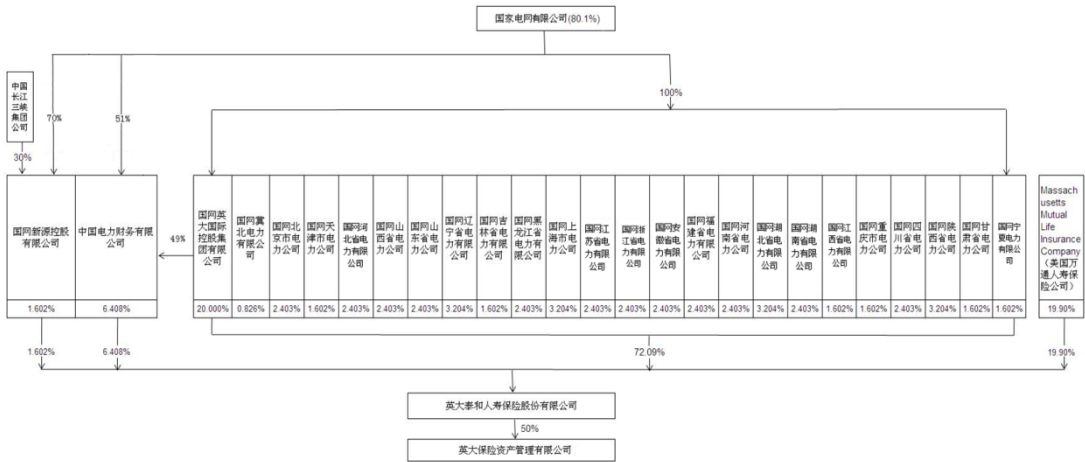 国家电网有限公司(80.1%)
中国
长江
三峡
集团
公司
70%
51%
100%
30%
国网新源控股
有限公司
中国电力财务有限
公司
49%
国网英
大国际
控股集
团有限
公司
国网冀
北电力
有限公
司
国网北
京市电
力公司
国网天
津市电
力公司
国网河
北省电
力有限
公司
国网山
西省电
力公司
国网山
东省电
力公司
国网辽
宁省电
力有限
公司
国网吉
林省电
力有限
公司
国网黑
龙江省
电力有
限公司
国网上
海市电
力公司
国网江
苏省电
力有限
公司
国网浙
江省电
力有限
公司
国网安
徽省电
力有限
公司
国网福
建省电
力有限
公司
国网河
南省电
力公司
国网湖
北省电
力有限
公司
国网湖
南省电
力有限
公司
国网江
西省电
力有限
公司
国网重
庆市电
力公司
国网四
川省电
力公司
国网陕
西省电
力公司
国网甘
肃省电
力公司
国网宁
夏电力
有限公
司
Massach
usetts
Mutual
Life
Insurance
Company
（美国万
通人寿保
险公司）
1.602% 6.408% 20.000% 0.826% 2.403% 1.602% 2.403% 2.403% 2.403% 3.204% 1.602% 2.403% 3.204% 2.403% 2.403% 2.403% 2.403% 2.403% 3.204% 2.403% 1.602% 1.602% 2.403% 3.204% 1.602% 1.602% 19.90%
1.602% 6.408% 72.09% 19.90%
英大泰和人寿保险股份有限公司
50%
英大保险资产管理有限公司